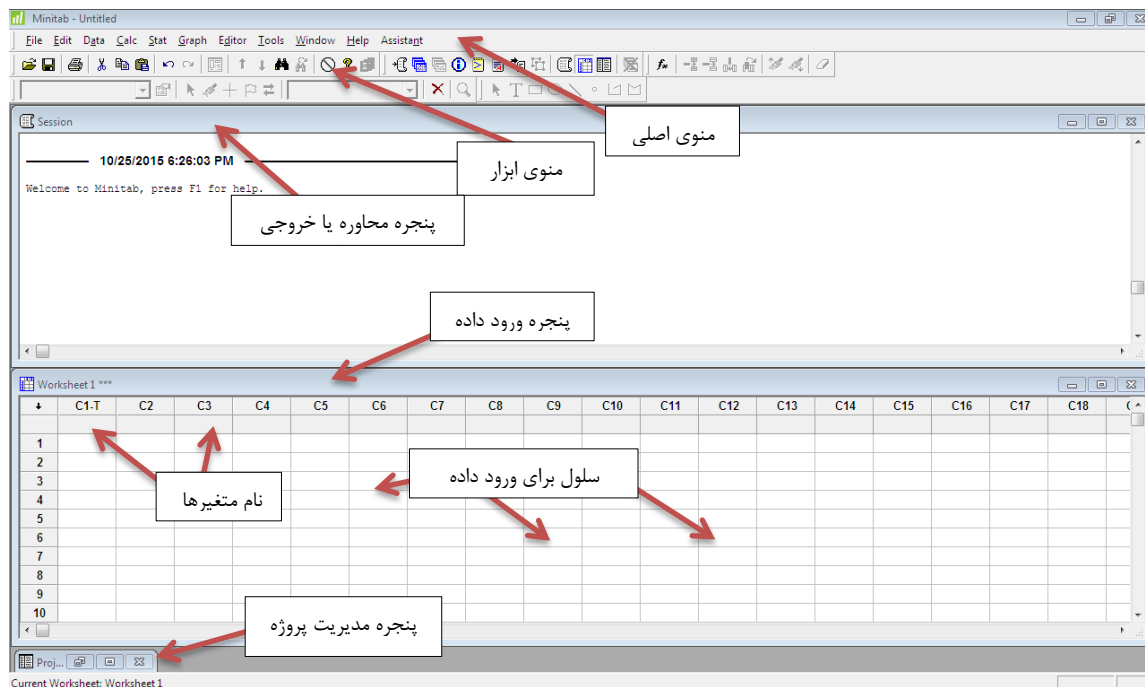 Minitab - Untitled
File Edit Data Calc Stat Graph Editor Tools Window Help Assistant
منوی اصلی
منوی ابزار
Session
10/25/2015 6:26:03 PM
Welcome to Minitab, press F1 for help.
پنجره محاوره یا خروجی
پنجره ورود داده
Worksheet 1 ***
C1-T C2 C3 C4 C5 C6 C7 C8 C9 C10 C11 C12 C13 C14 C15 C16 C17 C18
1
2
3
4
5
6
7
8
9
10
نام متغیرها
سلول برای ورود داده
پنجره مدیریت پروژه
Proj...
Current Worksheet: Worksheet 1